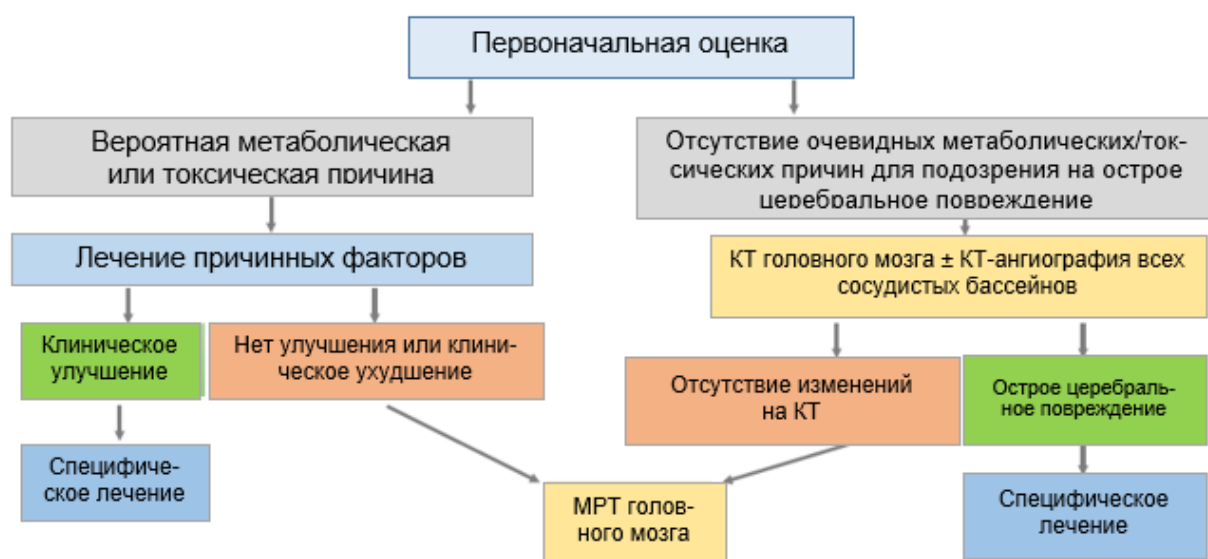 Первоначальная оценка
Вероятная метаболическая
или токсическая причина
Отсутствие очевидных метаболических/ток-
сических причин для подозрения на острое
церебральное повреждение
Лечение причинных факторов
КТ головного мозга ± КТ-ангиография всех
сосудистых бассейнов
Клиническое
улучшение
Нет улучшения или клини-
ческое ухудшение
Отсутствие изменений
на КТ
Острое церебраль-
ное повреждение
Специфиче-
ское лечение
МРТ голов-
ного мозга
Специфическое
лечение